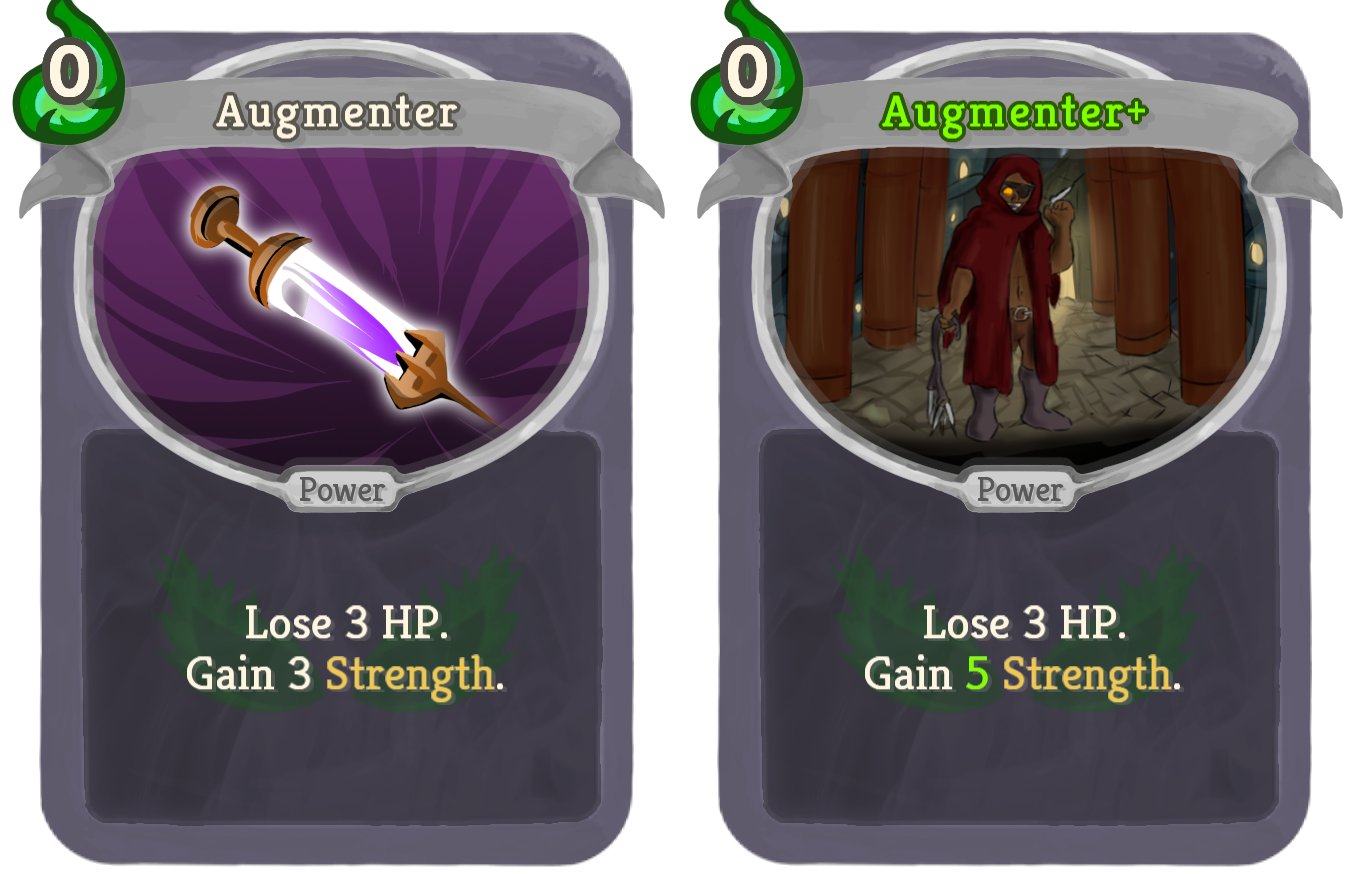 0
Augmenter
Power
Lose 3 HP.
Gain 3 Strength.
0
Augmenter+
Power
Lose 3 HP.
Gain 5 Strength.